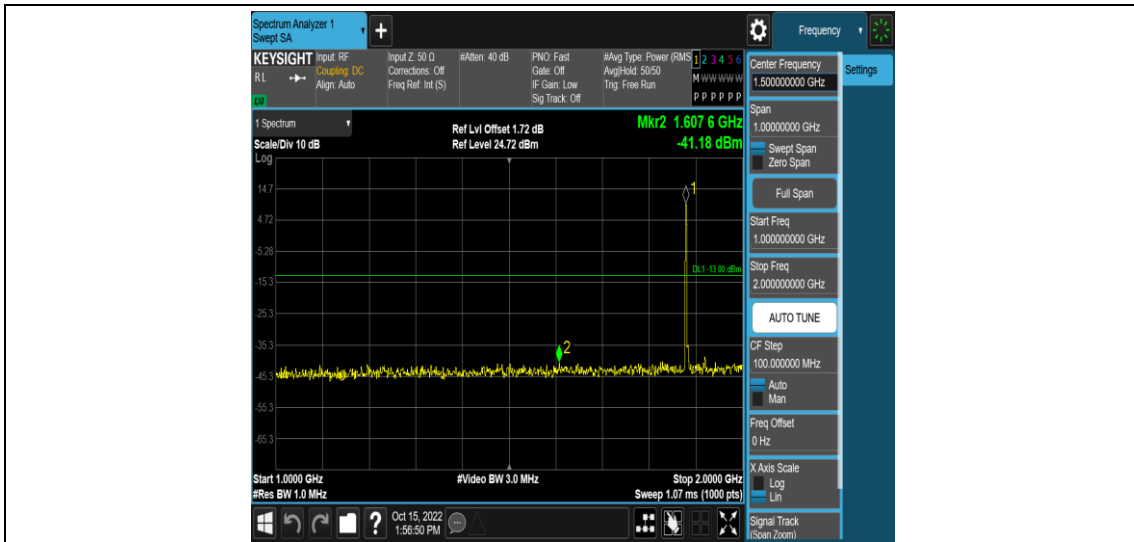 Spectrum Analyzer 1
Swept SA
+
Frequency
KEYSIGHT
RL
LXI
Input: RF
Coupling: DC
Align: Auto
Input Z: 50 Ω
Corrections: Off
Freq Ref: Int (S)
#Atten: 40 dB
PNO: Fast
Gate: Off
IF Gain: Low
Sig Track: Off
#Avg Type: Power (RMS
Avg|Hold: 50/50
Trig: Free Run
1 2 3 4 5 6
M W W W W W
P P P P P P
1 Spectrum
Scale/Div 10 dB
Ref Lvl Offset 1.72 dB
Ref Level 24.72 dBm
Mkr2 1.607 6 GHz
-41.18 dBm
Log
14.7
4.72
-5.28
-15.3
-25.3
-35.3
-45.3
-55.3
-65.3
1
DL1 -13.00 dBm
2
Start 1.0000 GHz
#Res BW 1.0 MHz
#Video BW 3.0 MHz
Stop 2.0000 GHz
Sweep 1.07 ms (1000 pts)
Center Frequency
1.500000000 GHz
Settings
Span
1.00000000 GHz
Swept Span
Zero Span
Full Span
Start Freq
1.000000000 GHz
Stop Freq
2.000000000 GHz
AUTO TUNE
CF Step
100.000000 MHz
Auto
Man
Freq Offset
0 Hz
X Axis Scale
Log
Lin
Signal Track
(Span Zoom)
?
Oct 15, 2022
1:56:50 PM